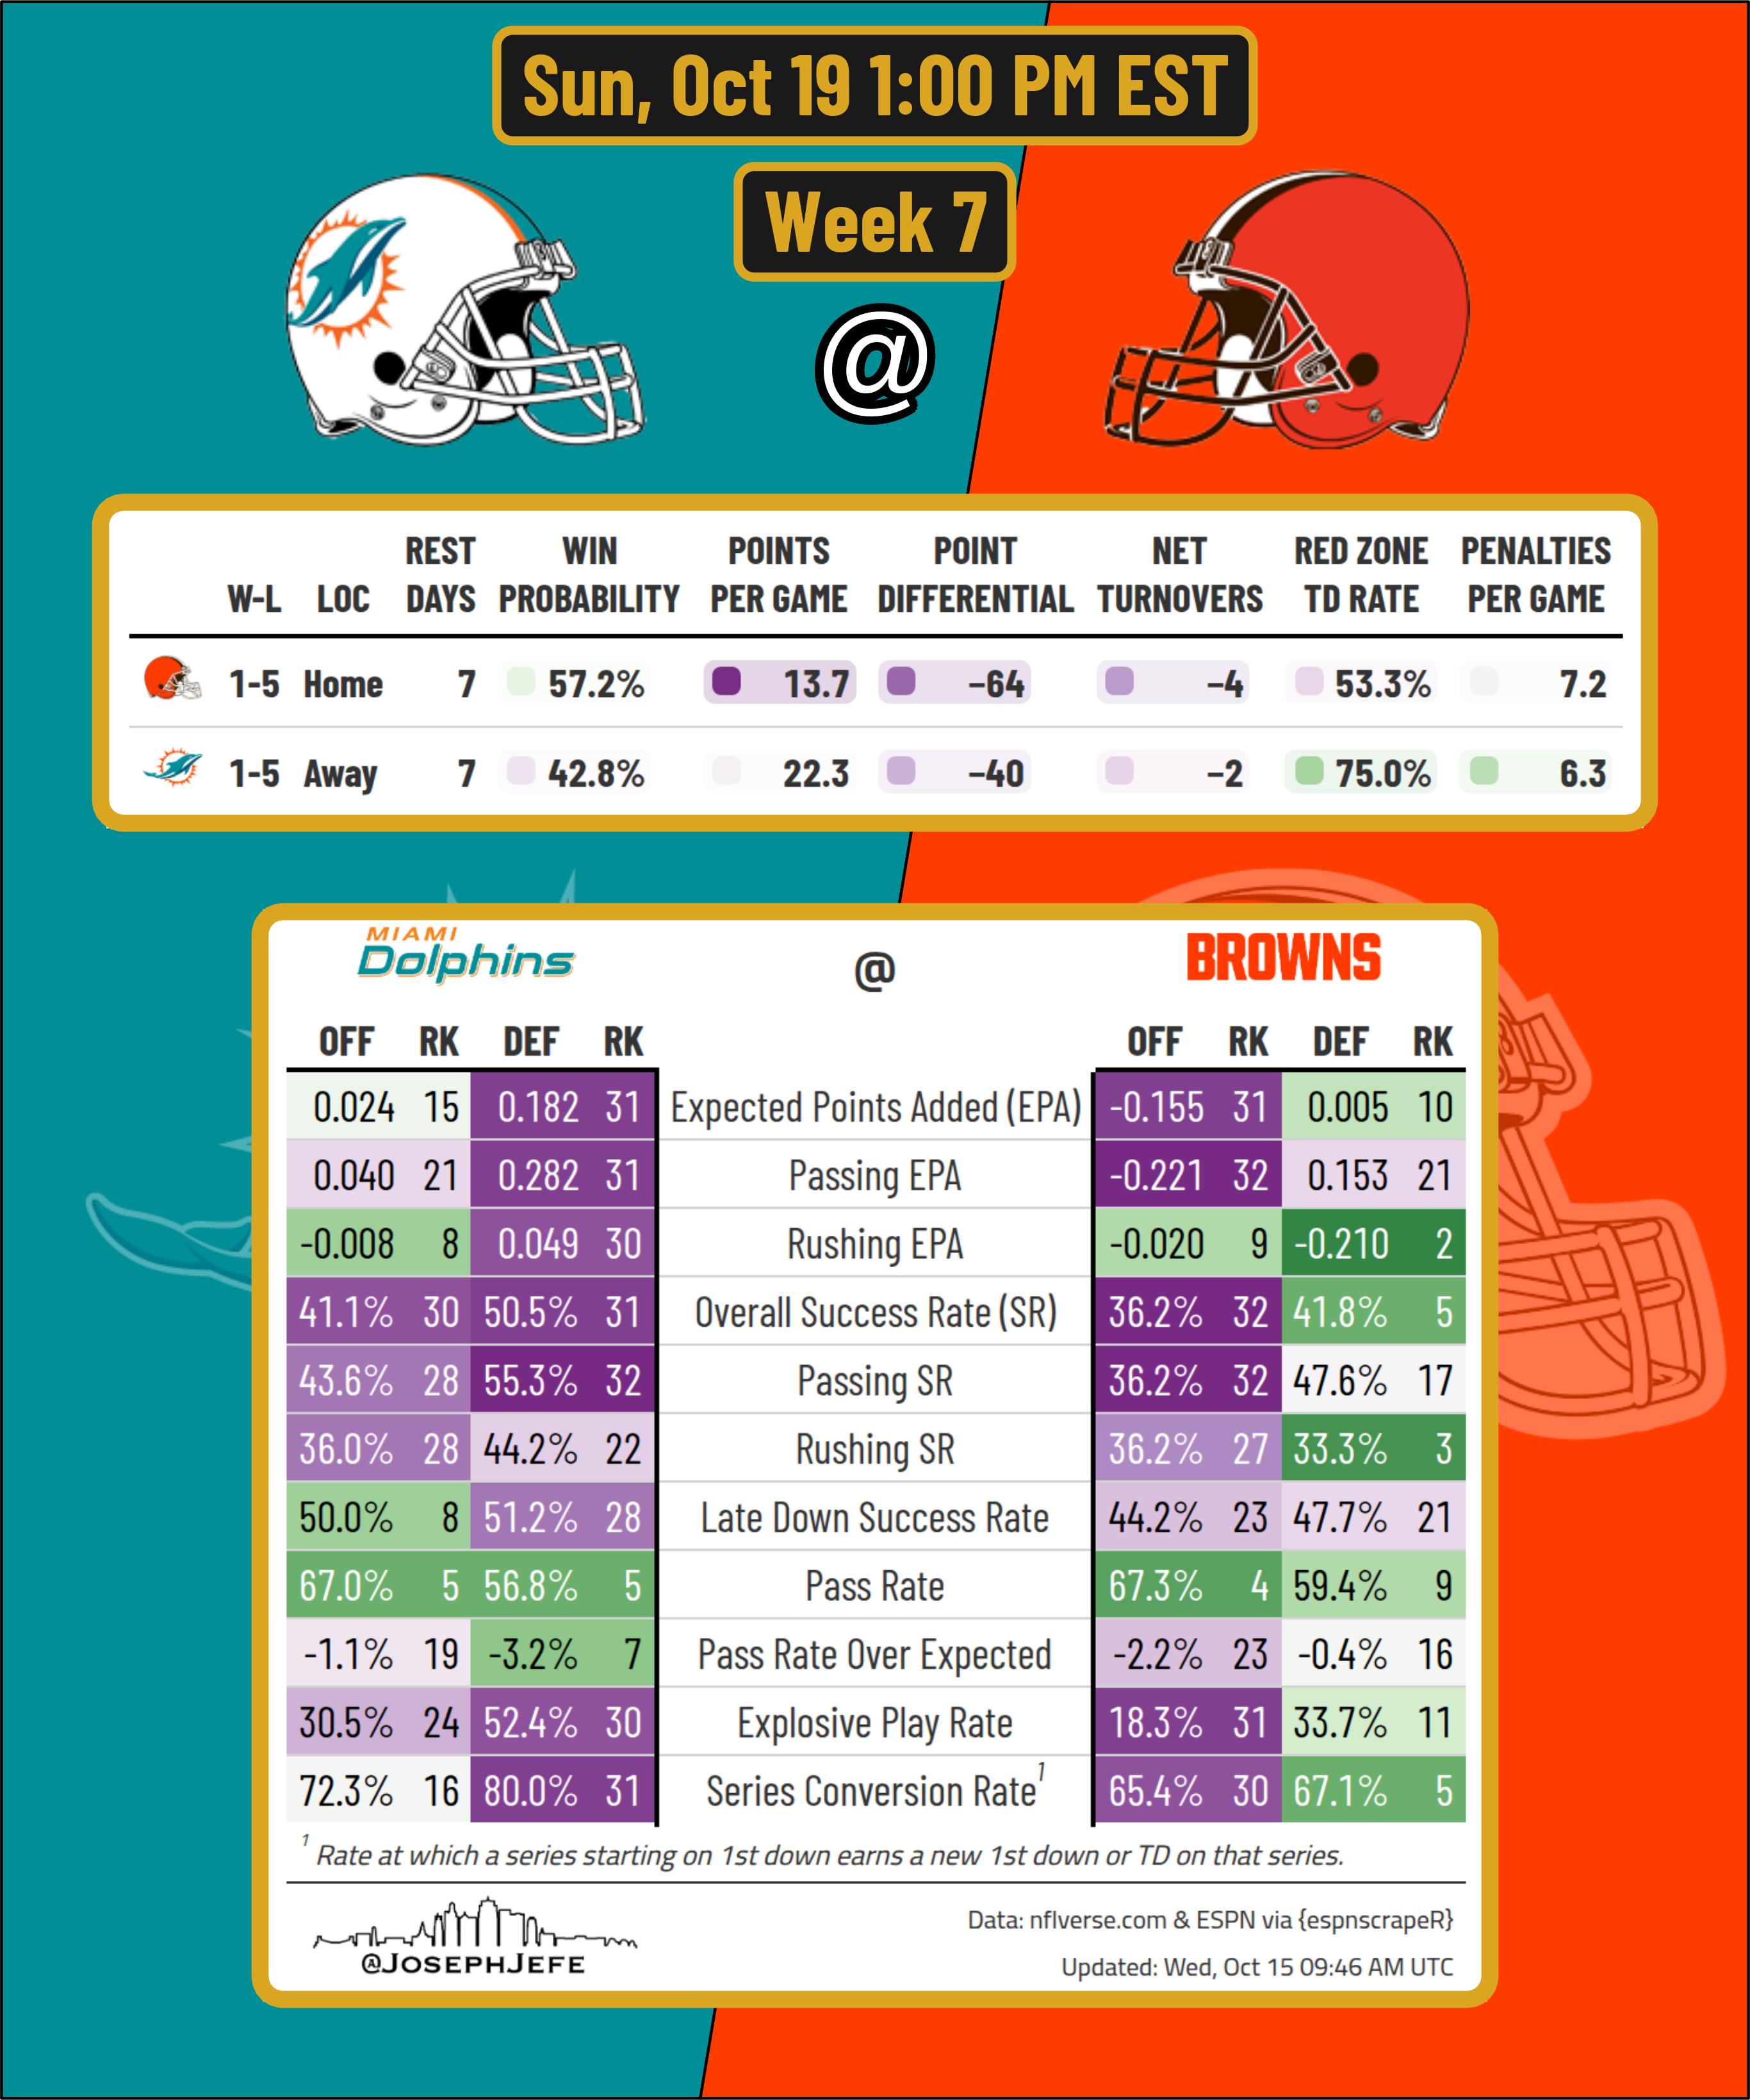 Sun, Oct 19 1:00 PM EST
Week 7
@
W-L LOC REST DAYS WIN PROBABILITY POINTS PER GAME POINT DIFFERENTIAL NET TURNOVERS RED ZONE TD RATE PENALTIES PER GAME
1-5 Home 7 57.2% 13.7 −64 −4 53.3% 7.2
1-5 Away 7 42.8% 22.3 −40 −2 75.0% 6.3
MIAMI Dolphins @ BROWNS
OFF RK DEF RK OFF RK DEF RK
0.024 15 0.182 31 Expected Points Added (EPA) -0.155 31 0.005 10
0.040 21 0.282 31 Passing EPA -0.221 32 0.153 21
-0.008 8 0.049 30 Rushing EPA -0.020 9 -0.210 2
41.1% 30 50.5% 31 Overall Success Rate (SR) 36.2% 32 41.8% 5
43.6% 28 55.3% 32 Passing SR 36.2% 32 47.6% 17
36.0% 28 44.2% 22 Rushing SR 36.2% 27 33.3% 3
50.0% 8 51.2% 28 Late Down Success Rate 44.2% 23 47.7% 21
67.0% 5 56.8% 5 Pass Rate 67.3% 4 59.4% 9
-1.1% 19 -3.2% 7 Pass Rate Over Expected -2.2% 23 -0.4% 16
30.5% 24 52.4% 30 Explosive Play Rate 18.3% 31 33.7% 11
72.3% 16 80.0% 31 Series Conversion Rate¹ 65.4% 30 67.1% 5
¹ Rate at which a series starting on 1st down earns a new 1st down or TD on that series.
Data: nflverse.com & ESPN via {espnscrapeR}
@JOSEPHJEFE
Updated: Wed, Oct 15 09:46 AM UTC